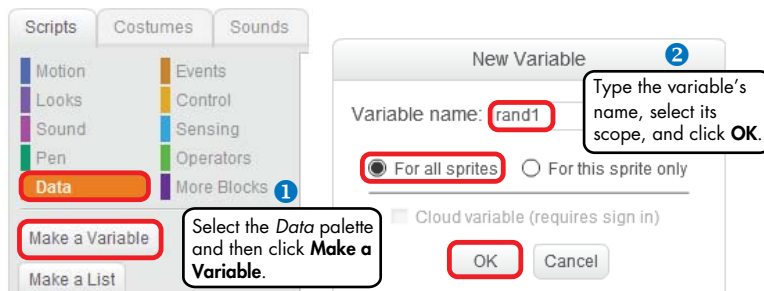 Scripts Costumes Sounds
Motion Events
Looks Control
Sound Sensing
Pen Operators
Data More Blocks
1
Make a Variable
Make a List
Select the Data palette
and then click Make a
Variable.
New Variable
2
Variable name: rand1
For all sprites For this sprite only
Cloud variable (requires sign in)
OK Cancel
Type the variable's
name, select its
scope, and click OK.